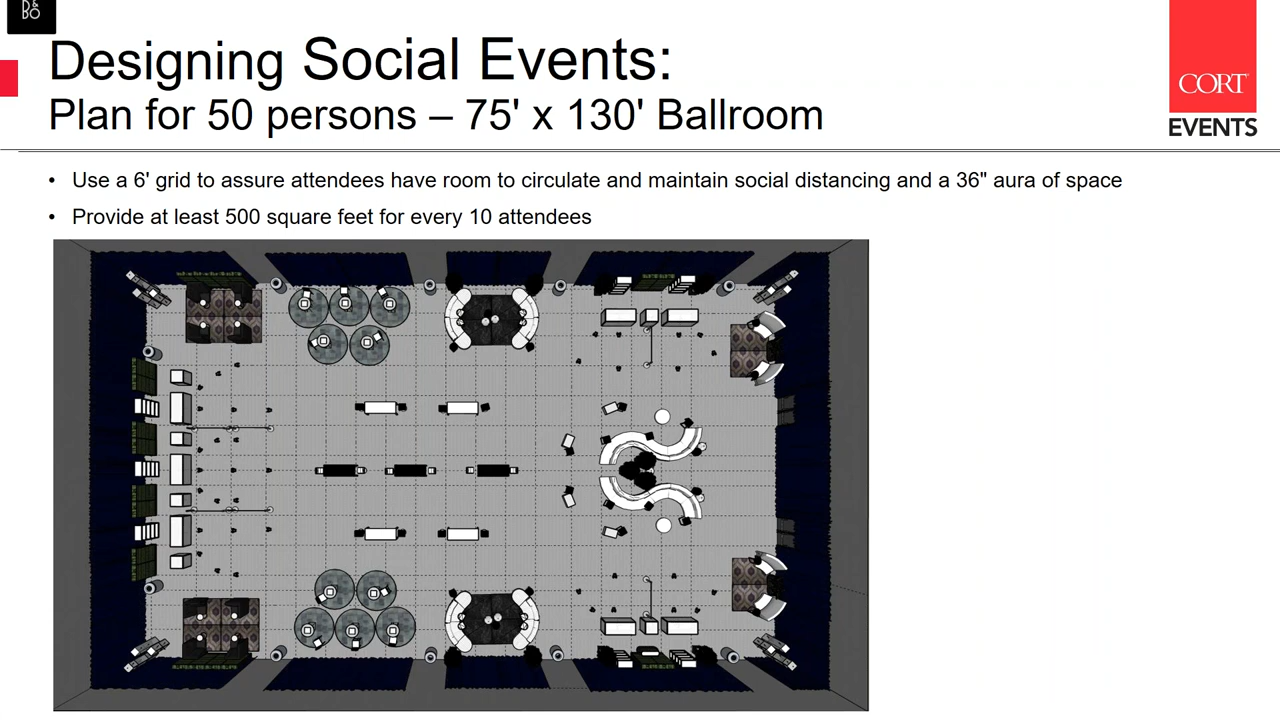 B&
BO
Designing Social Events:
Plan for 50 persons – 75' x 130' Ballroom
CORT
EVENTS
• Use a 6' grid to assure attendees have room to circulate and maintain social distancing and a 36" aura of space
• Provide at least 500 square feet for every 10 attendees